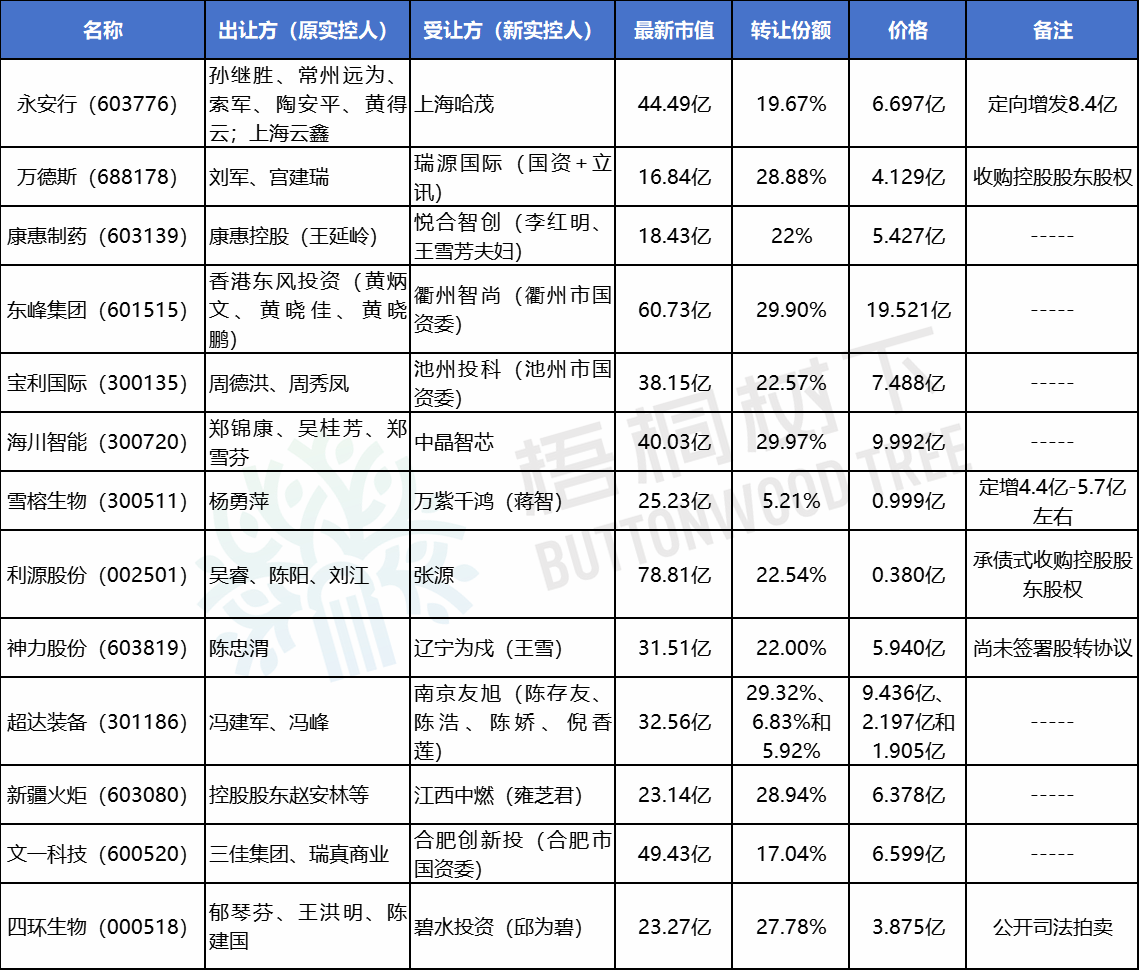 名称 出让方（原实控人） 受让方（新实控人） 最新市值 转让份额 价格 备注
永安行（603776） 孙继胜、常州远为、
索军、陶安平、黄得
云；上海云鑫 上海哈茂 44.49亿 19.67% 6.697亿 定向增发8.4亿
万德斯（688178） 刘军、宫建瑞 瑞源国际（国资+立
讯） 16.84亿 28.88% 4.129亿 收购控股股东股权
康惠制药（603139） 康惠控股（王延岭） 悦合智创（李红明、
王雪芳夫妇） 18.43亿 22% 5.427亿 -----
东峰集团（601515） 香港东风投资（黄炳
文、黄晓佳、黄晓
鹏） 衢州智尚（衢州市国
资委） 60.73亿 29.90% 19.521亿 -----
宝利国际（300135） 周德洪、周秀凤 池州投科（池州市国
资委） 38.15亿 22.57% 7.488亿 -----
海川智能（300720） 郑锦康、吴桂芳、郑
雪芬 中晶智芯 40.03亿 29.97% 9.992亿 -----
雪榕生物（300511） 杨勇萍 万紫千鸿（蒋智） 25.23亿 5.21% 0.999亿 定增4.4亿-5.7亿
左右
利源股份（002501） 吴睿、陈阳、刘江 张源 78.81亿 22.54% 0.380亿 承债式收购控股股
东股权
神力股份（603819） 陈忠渭 辽宁为戍（王雪） 31.51亿 22.00% 5.940亿 尚未签署股转协议
超达装备（301186） 冯建军、冯峰 南京友旭（陈存友、
陈浩、陈娇、倪香
莲） 32.56亿 29.32%、
6.83%和
5.92% 9.436亿、
2.197亿和
1.905亿 -----
新疆火炬（603080） 控股股东赵安林等 江西中燃（雍芝君） 23.14亿 28.94% 6.378亿 -----
文一科技（600520） 三佳集团、瑞真商业 合肥创新投（合肥市
国资委） 49.43亿 17.04% 6.599亿 -----
四环生物（000518） 郁琴芬、王洪明、陈
建国 碧水投资（邱为碧） 23.27亿 27.78% 3.875亿 公开司法拍卖
梧桐树下
BUTTONWOOD TREE